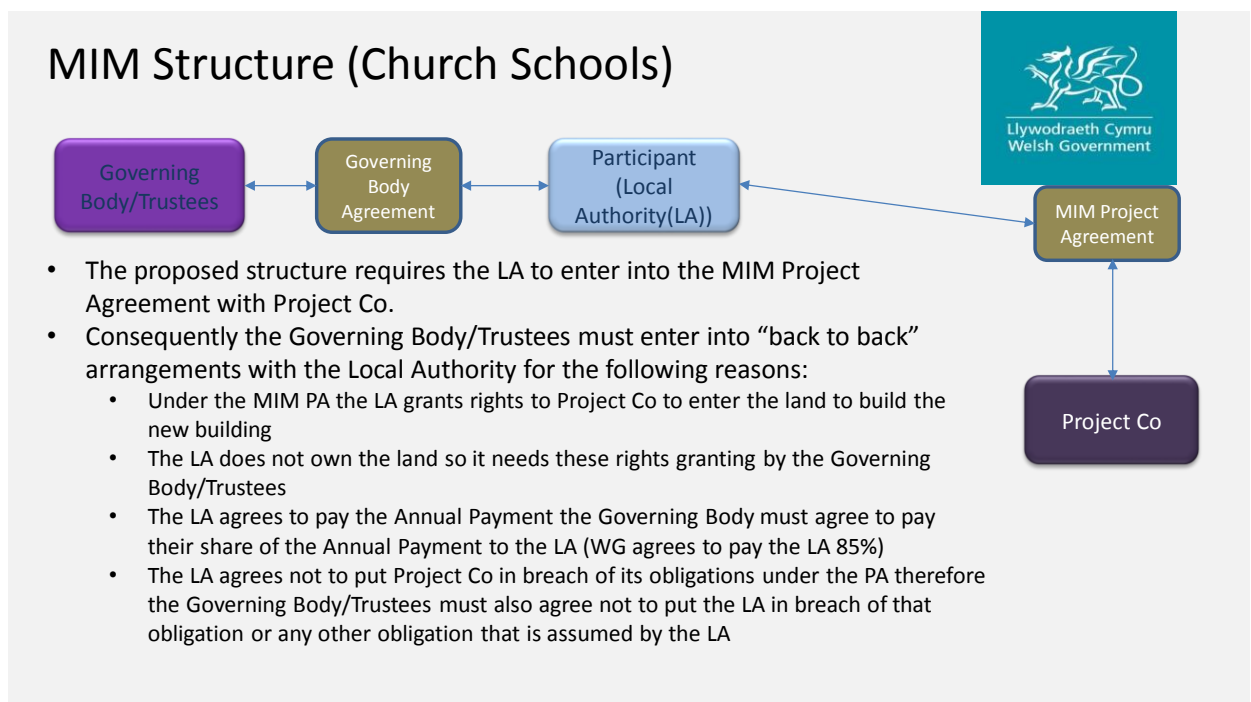 MIM Structure (Church Schools)
Llywodraeth Cymru
Welsh Government
Governing
Body/Trustees
Governing
Body
Agreement
Participant
(Local
Authority(LA))
MIM Project
Agreement
Project Co
• The proposed structure requires the LA to enter into the MIM Project
Agreement with Project Co.
• Consequently the Governing Body/Trustees must enter into “back to back”
arrangements with the Local Authority for the following reasons:
• Under the MIM PA the LA grants rights to Project Co to enter the land to build the
new building
• The LA does not own the land so it needs these rights granting by the Governing
Body/Trustees
• The LA agrees to pay the Annual Payment the Governing Body must agree to pay
their share of the Annual Payment to the LA (WG agrees to pay the LA 85%)
• The LA agrees not to put Project Co in breach of its obligations under the PA therefore
the Governing Body/Trustees must also agree not to put the LA in breach of that
obligation or any other obligation that is assumed by the LA